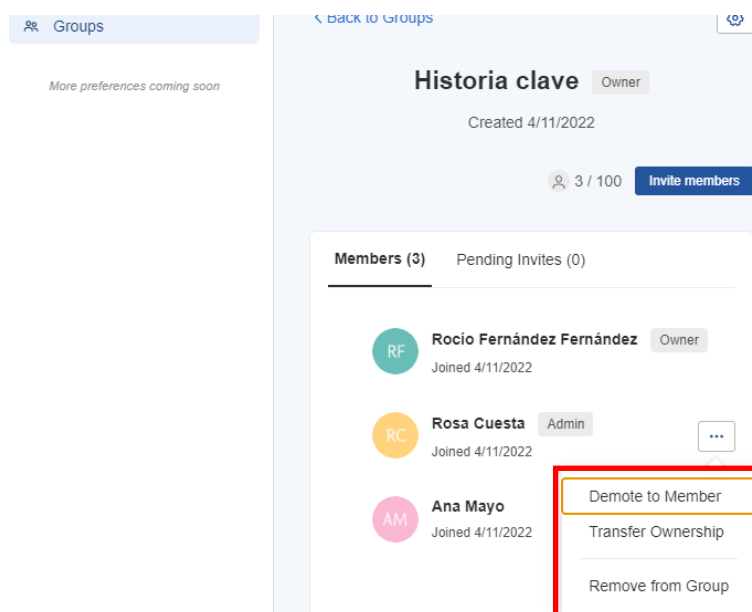 Groups
< Back to Groups
More preferences coming soon
Historia clave Owner
Created 4/11/2022
3 / 100 Invite members
Members (3) Pending Invites (0)
RF Rocío Fernández Fernández Owner
Joined 4/11/2022
RC Rosa Cuesta Admin
Joined 4/11/2022
Demote to Member
AM Ana Mayo
Joined 4/11/2022 Transfer Ownership
Remove from Group